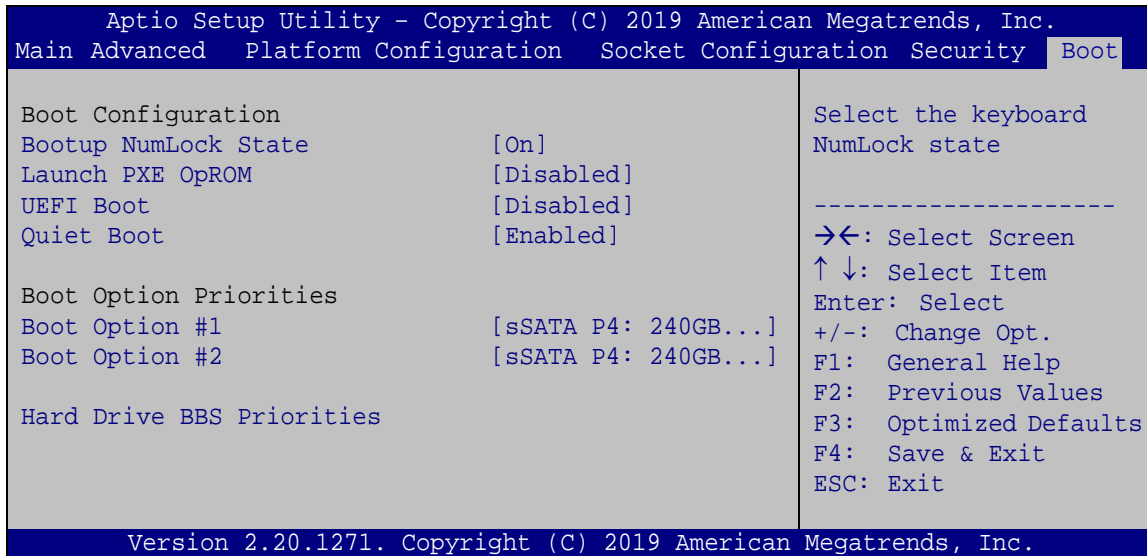 Aptio Setup Utility – Copyright (C) 2019 American Megatrends, Inc.
Main Advanced Platform Configuration Socket Configuration Security Boot
Boot Configuration
Bootup NumLock State [On]
Launch PXE OpROM [Disabled]
UEFI Boot [Disabled]
Quiet Boot [Enabled]
Boot Option Priorities
Boot Option #1 [sSATA P4: 240GB...]
Boot Option #2 [sSATA P4: 240GB...]
Hard Drive BBS Priorities
Select the keyboard
NumLock state
---------------------
→←: Select Screen
↑ ↓: Select Item
Enter: Select
+/-: Change Opt.
F1: General Help
F2: Previous Values
F3: Optimized Defaults
F4: Save & Exit
ESC: Exit
Version 2.20.1271. Copyright (C) 2019 American Megatrends, Inc.